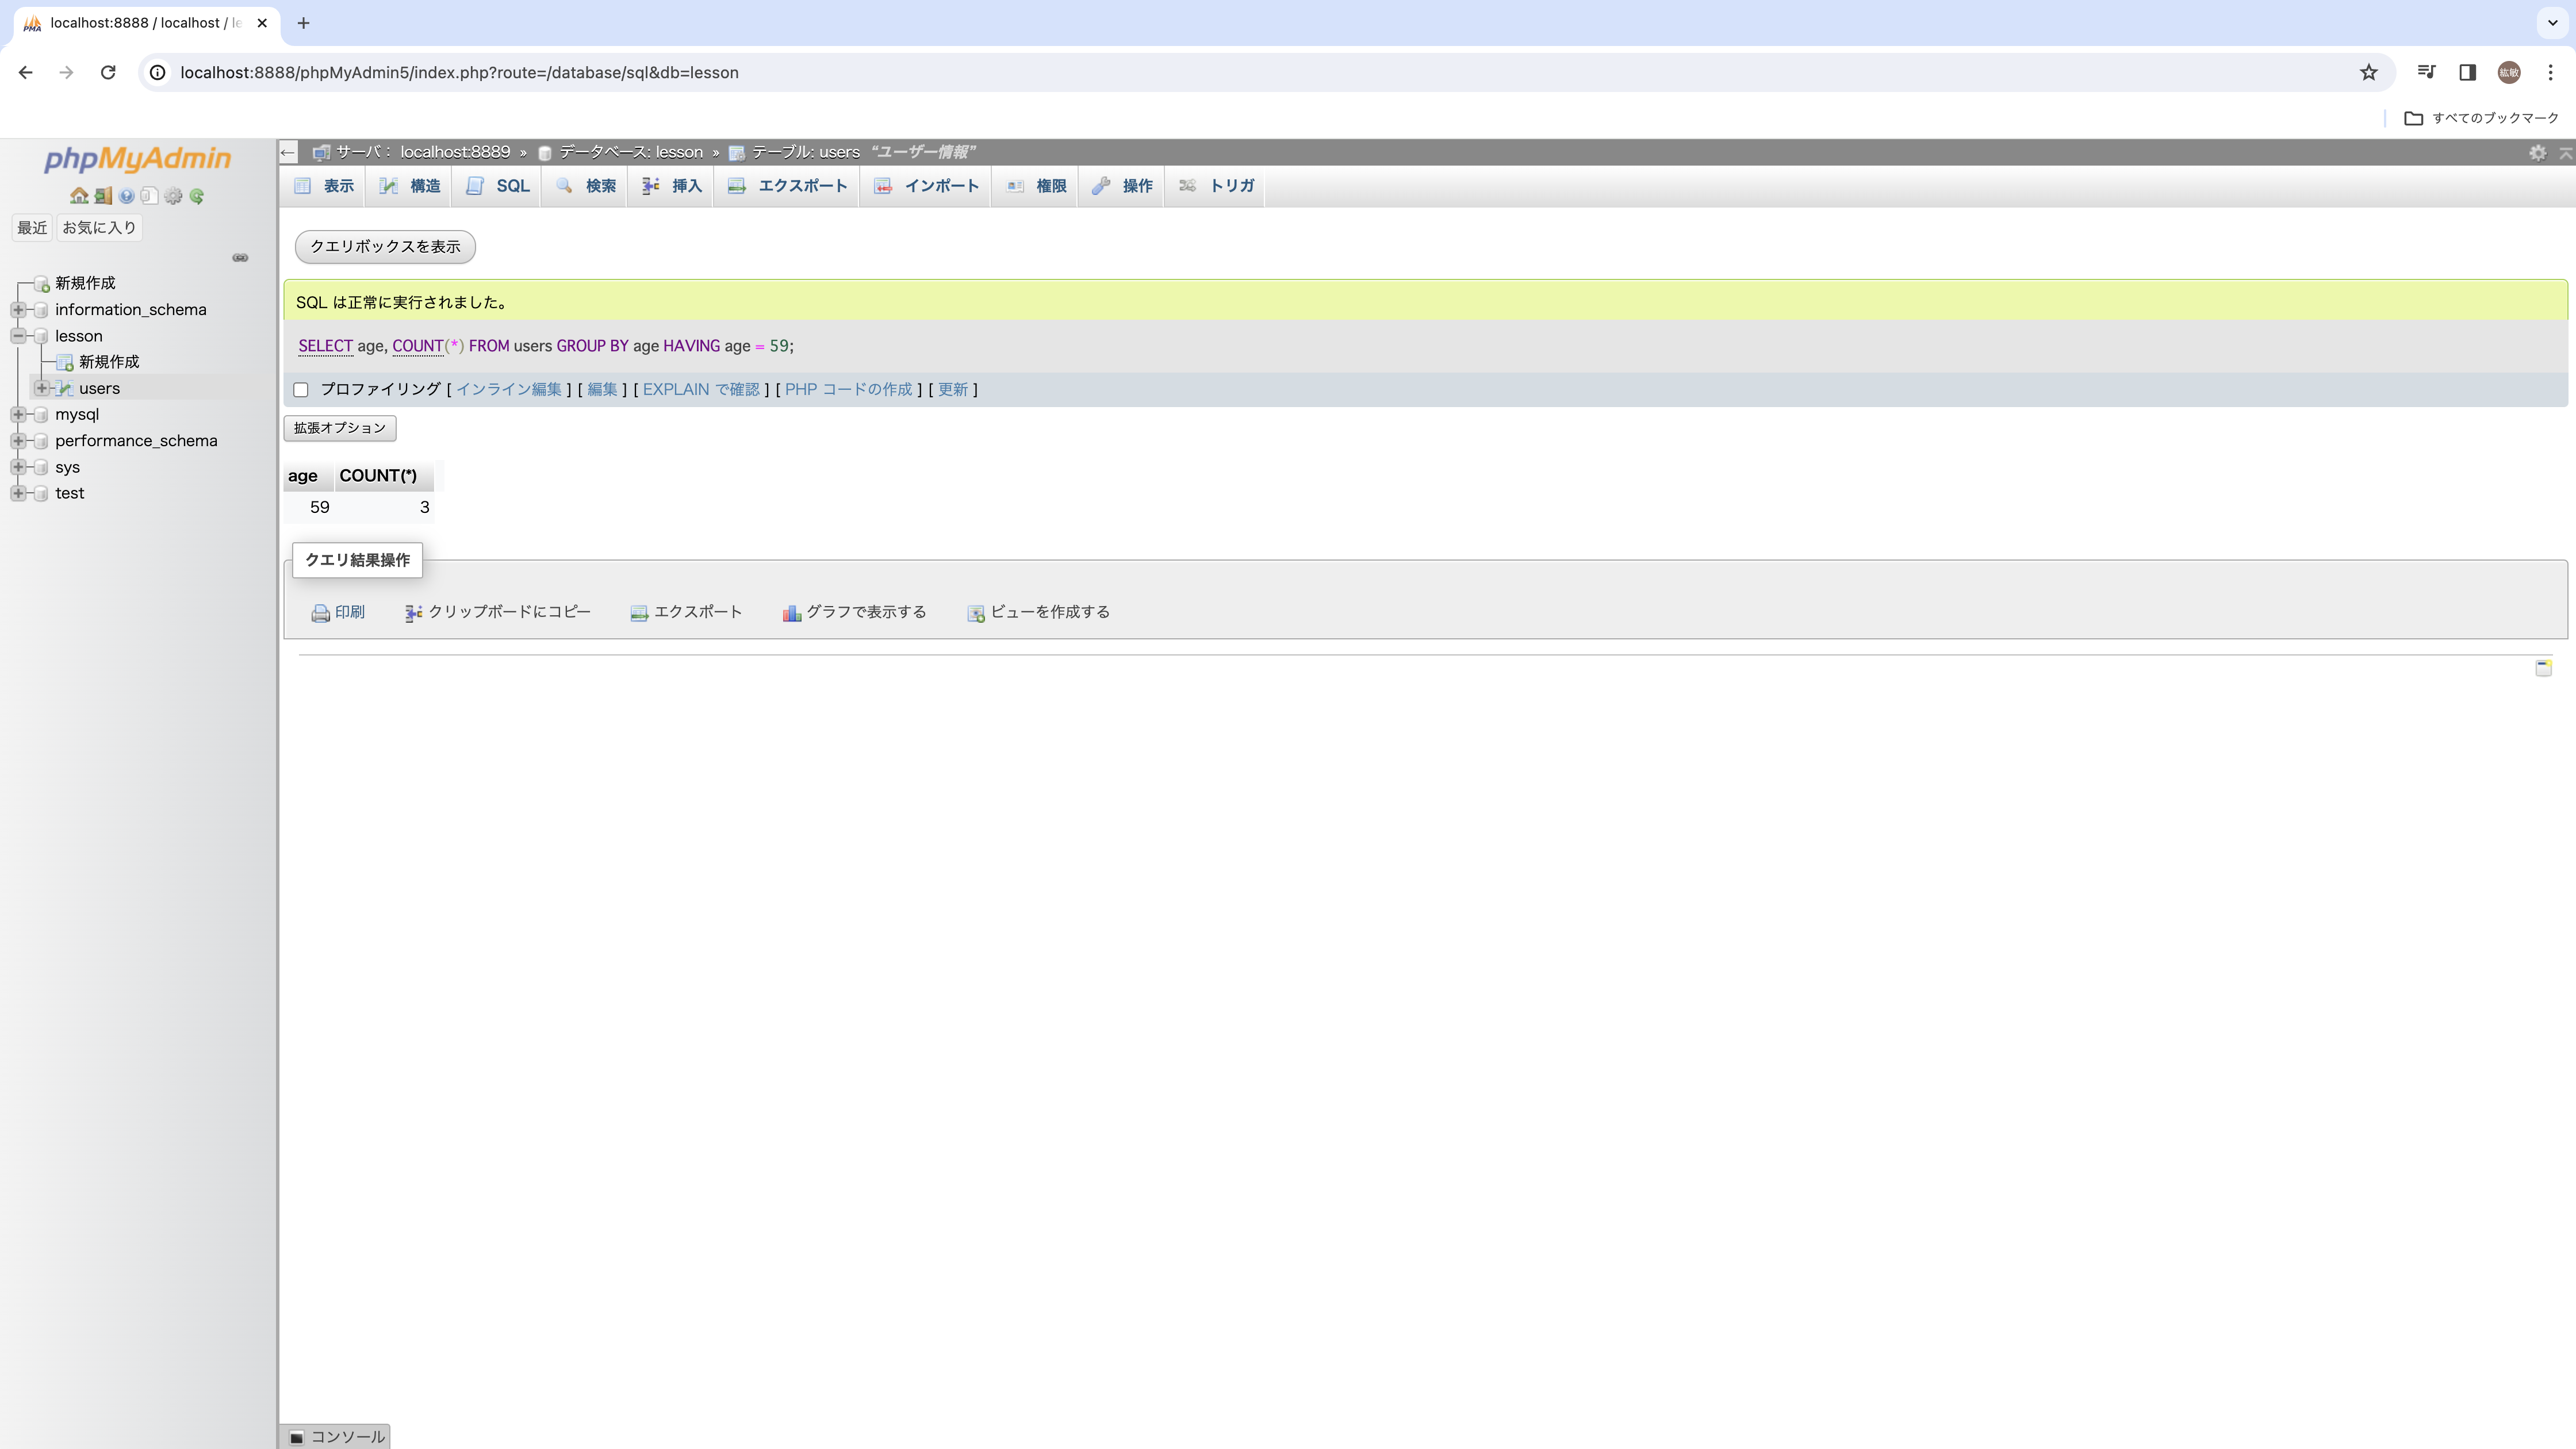 localhost:8888 / localhost / le
localhost:8888/phpMyAdmin5/index.php?route=/database/sql&db=lesson
紘敏
すべてのブックマーク
phpMyAdmin
最近 お気に入り
新規作成
information_schema
lesson
新規作成
users
mysql
performance_schema
sys
test
サーバ： localhost:8889 » データベース: lesson » テーブル: users “ユーザー情報”
表示 構造 SQL 検索 挿入 エクスポート インポート 権限 操作 トリガ
クエリボックスを表示
SQL は正常に実行されました。
SELECT age, COUNT(*) FROM users GROUP BY age HAVING age = 59;
プロファイリング [ インライン編集 ] [ 編集 ] [ EXPLAIN で確認 ] [ PHP コードの作成 ] [ 更新 ]
拡張オプション
age COUNT(*)
59 3
クエリ結果操作
印刷 クリップボードにコピー エクスポート グラフで表示する ビューを作成する
コンソール